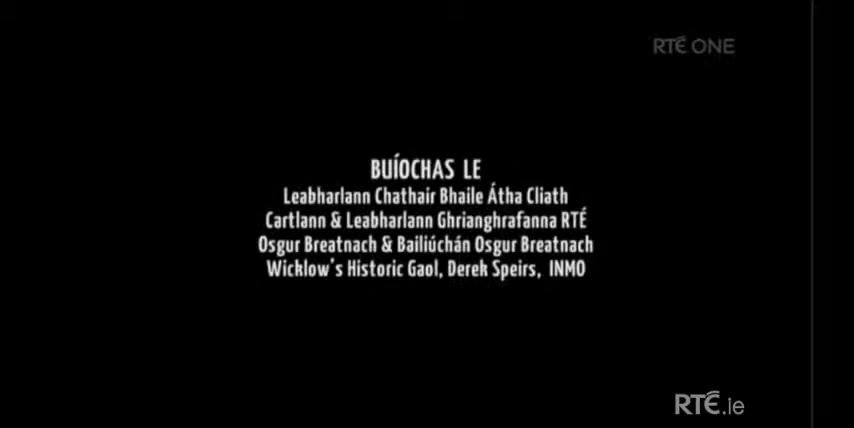 RTÉ ONE
BUÍOCHAS LE
Leabharlann Chathair Bhaile Átha Cliath
Cartlann & Leabharlann Ghrianghrafanna RTÉ
Osgur Breatnach & Bailiúchán Osgur Breatnach
Wicklow's Historic Gaol, Derek Speirs, INMO
RTÉ.ie